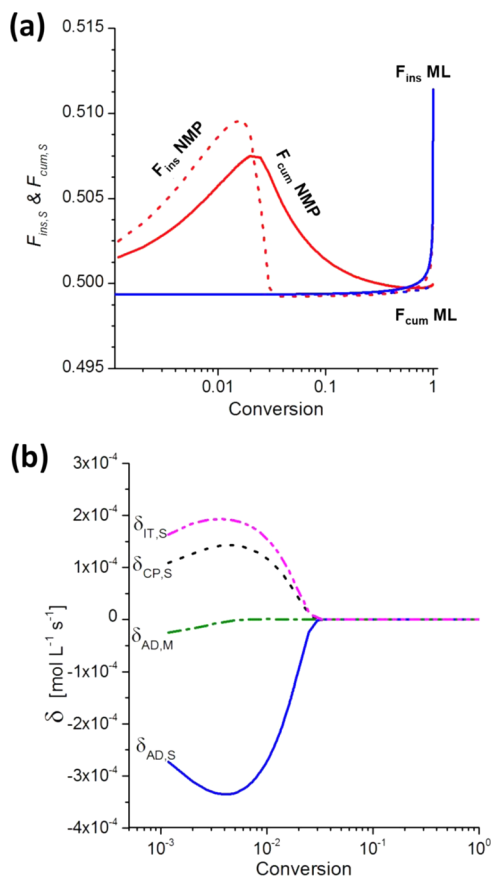 (a)
0.515
0.510
0.505
0.500
0.495
F_ins,S & F_cum,S
F_ins NMP
F_cum NMP
F_ins ML
F_cum ML
0.01
0.1
1
Conversion
(b)
3x10^-4
2x10^-4
1x10^-4
0
-1x10^-4
-2x10^-4
-3x10^-4
-4x10^-4
δ [mol L^-1 s^-1]
δ_IT,S
δ_CP,S
δ_AD,M
δ_AD,S
10^-3
10^-2
10^-1
10^0
Conversion